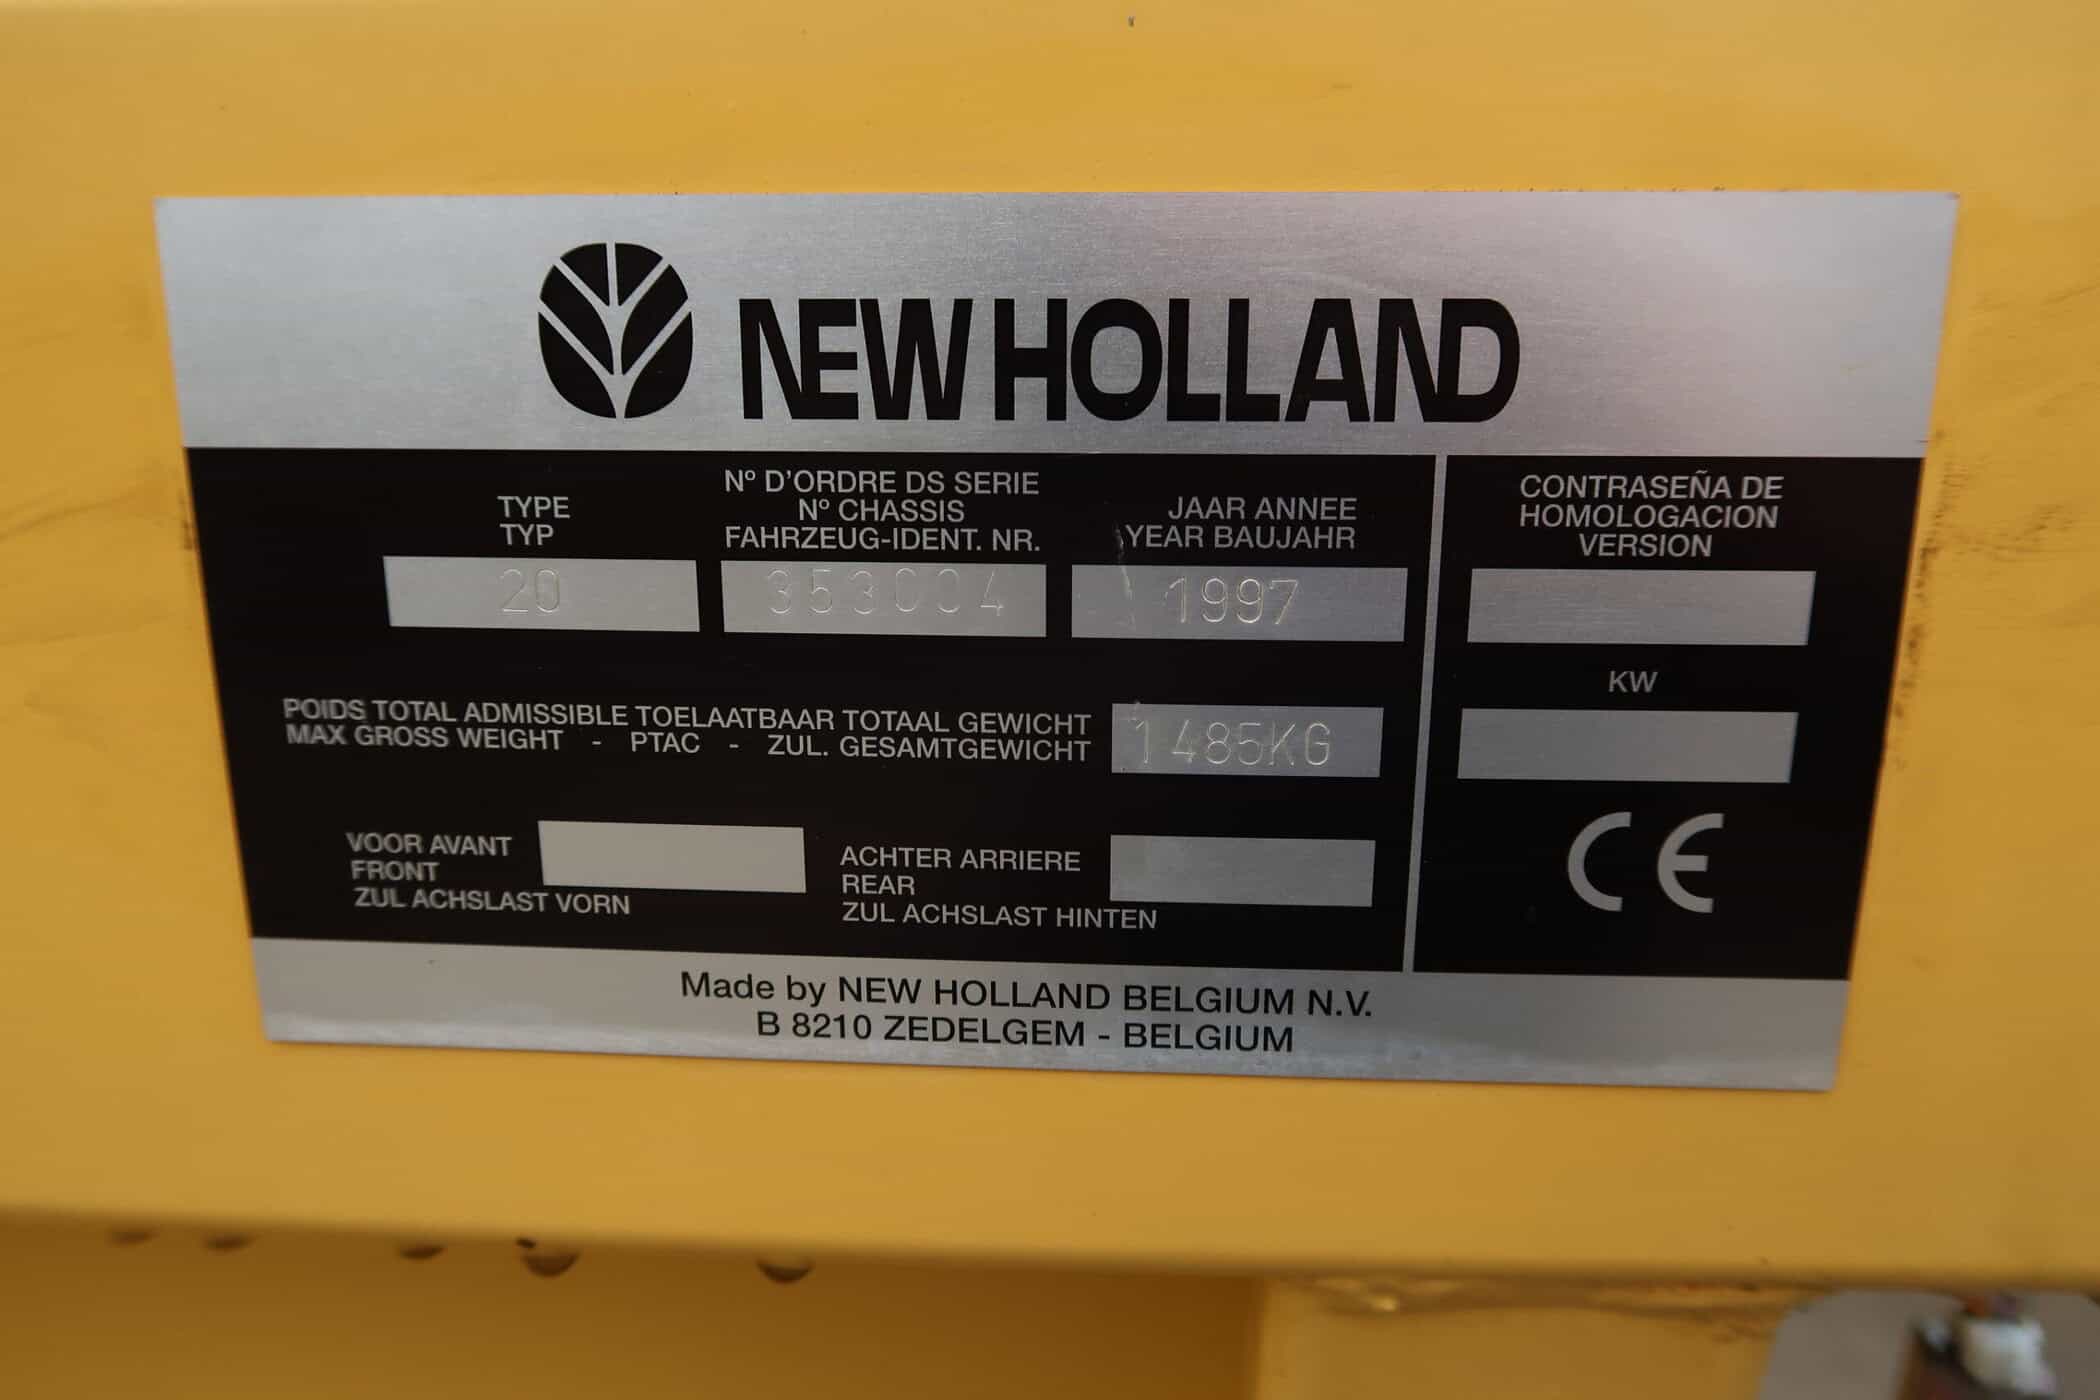 NEW HOLLAND
TYPE
TYP
20
Nº D'ORDRE DS SERIE
Nº CHASSIS
FAHRZEUG-IDENT. NR.
353004
JAAR ANNEE
YEAR BAUJAHR
1997
CONTRASEÑA DE
HOMOLOGACION
VERSION
KW
POIDS TOTAL ADMISSIBLE TOELAATBAAR TOTAAL GEWICHT
MAX GROSS WEIGHT - PTAC - ZUL. GESAMTGEWICHT
1485KG
VOOR AVANT
FRONT
ZUL ACHSLAST VORN
ACHTER ARRIERE
REAR
ZUL ACHSLAST HINTEN
CE
Made by NEW HOLLAND BELGIUM N.V.
B 8210 ZEDELGEM - BELGIUM